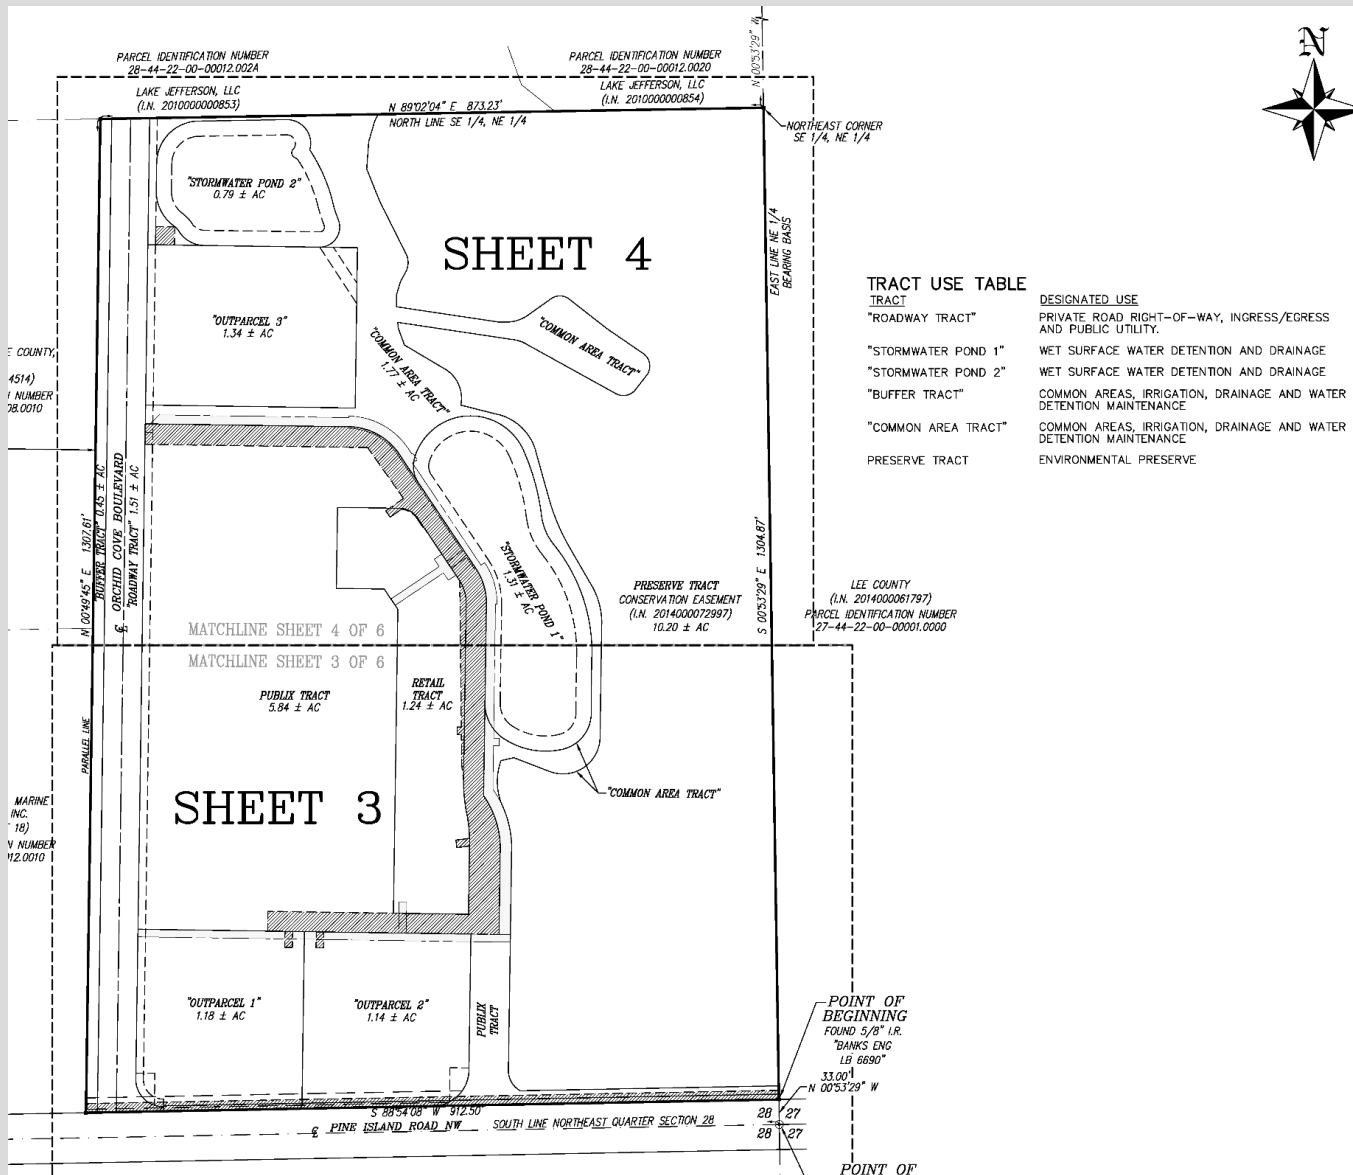 N
N 00°53'29" W
PARCEL IDENTIFICATION NUMBER
28-44-22-00-00012.002A
PARCEL IDENTIFICATION NUMBER
28-44-22-00-00012.0020
LAKE JEFFERSON, LLC
(I.N. 2010000000853)
LAKE JEFFERSON, LLC
(I.N. 2010000000854)
N 89°02'04" E 873.23'
NORTH LINE SE 1/4, NE 1/4
NORTHEAST CORNER
SE 1/4, NE 1/4
"STORMWATER POND 2"
0.79 ± AC
SHEET 4
EAST LINE NE 1/4
BEARING BASIS
"OUTPARCEL 3"
1.34 ± AC
"COMMON AREA TRACT"
1.77 ± AC
"COMMON AREA TRACT"
TRACT USE TABLE
TRACT DESIGNATED USE
"ROADWAY TRACT" PRIVATE ROAD RIGHT-OF-WAY, INGRESS/EGRESS
AND PUBLIC UTILITY.
"STORMWATER POND 1" WET SURFACE WATER DETENTION AND DRAINAGE
"STORMWATER POND 2" WET SURFACE WATER DETENTION AND DRAINAGE
"BUFFER TRACT" COMMON AREAS, IRRIGATION, DRAINAGE AND WATER
DETENTION MAINTENANCE
"COMMON AREA TRACT" COMMON AREAS, IRRIGATION, DRAINAGE AND WATER
DETENTION MAINTENANCE
PRESERVE TRACT ENVIRONMENTAL PRESERVE
E COUNTY,
4514)
NUMBER
08.0010
N 00°49'45" E 1307.61'
"BUFFER TRACT" 0.45 ± AC
ORCHID COVE BOULEVARD
"ROADWAY TRACT" 1.51 ± AC
"STORMWATER POND 1"
1.31 ± AC
PRESERVE TRACT
CONSERVATION EASEMENT
(I.N. 2014000072997)
10.20 ± AC
S 00°53'29" E 1304.87'
LEE COUNTY
(I.N. 2014000061797)
PARCEL IDENTIFICATION NUMBER
27-44-22-00-00001.0000
MATCHLINE SHEET 4 OF 6
MATCHLINE SHEET 3 OF 6
PARALLEL LINE
PUBLIX TRACT
5.84 ± AC
RETAIL
TRACT
1.24 ± AC
SHEET 3
"COMMON AREA TRACT"
MARINE
INC.
18)
N NUMBER
012.0010
"OUTPARCEL 1"
1.18 ± AC
"OUTPARCEL 2"
1.14 ± AC
PUBLIX
TRACT
POINT OF
BEGINNING
FOUND 5/8" I.R.
"BANKS ENG
LB 6690"
33.00'
N 00°53'29" W
S 88°54'08" W 912.50'
PINE ISLAND ROAD NW
SOUTH LINE NORTHEAST QUARTER SECTION 28
28 27
28 27
POINT OF